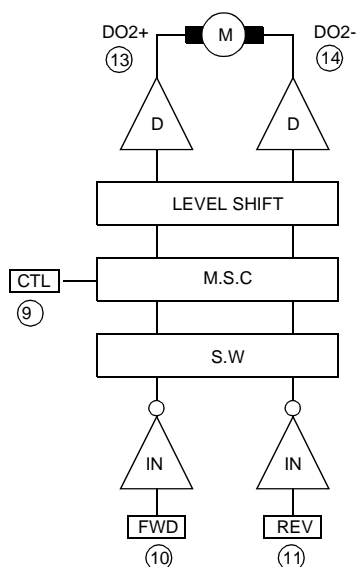 DO2+ M DO2-
13 14
D D
LEVEL SHIFT
CTL M.S.C
9
S.W
IN IN
FWD REV
10 11